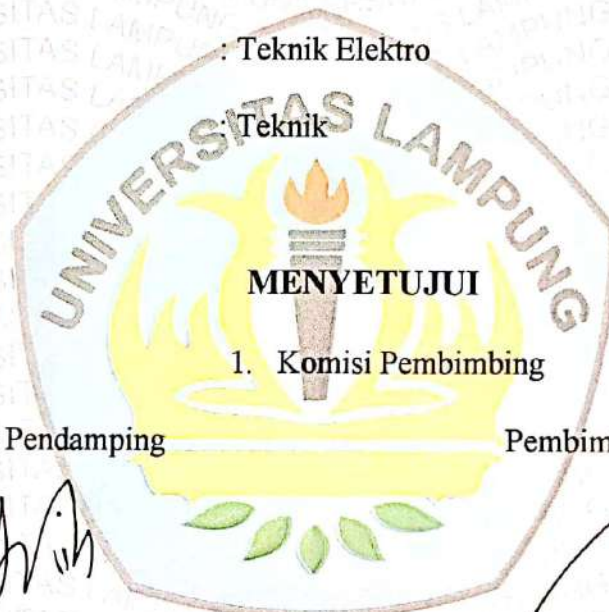 : Teknik Elektro
: Teknik
UNIVERSITAS LAMPUNG
MENYETUJUI
1. Komisi Pembimbing
Pendamping Pembim